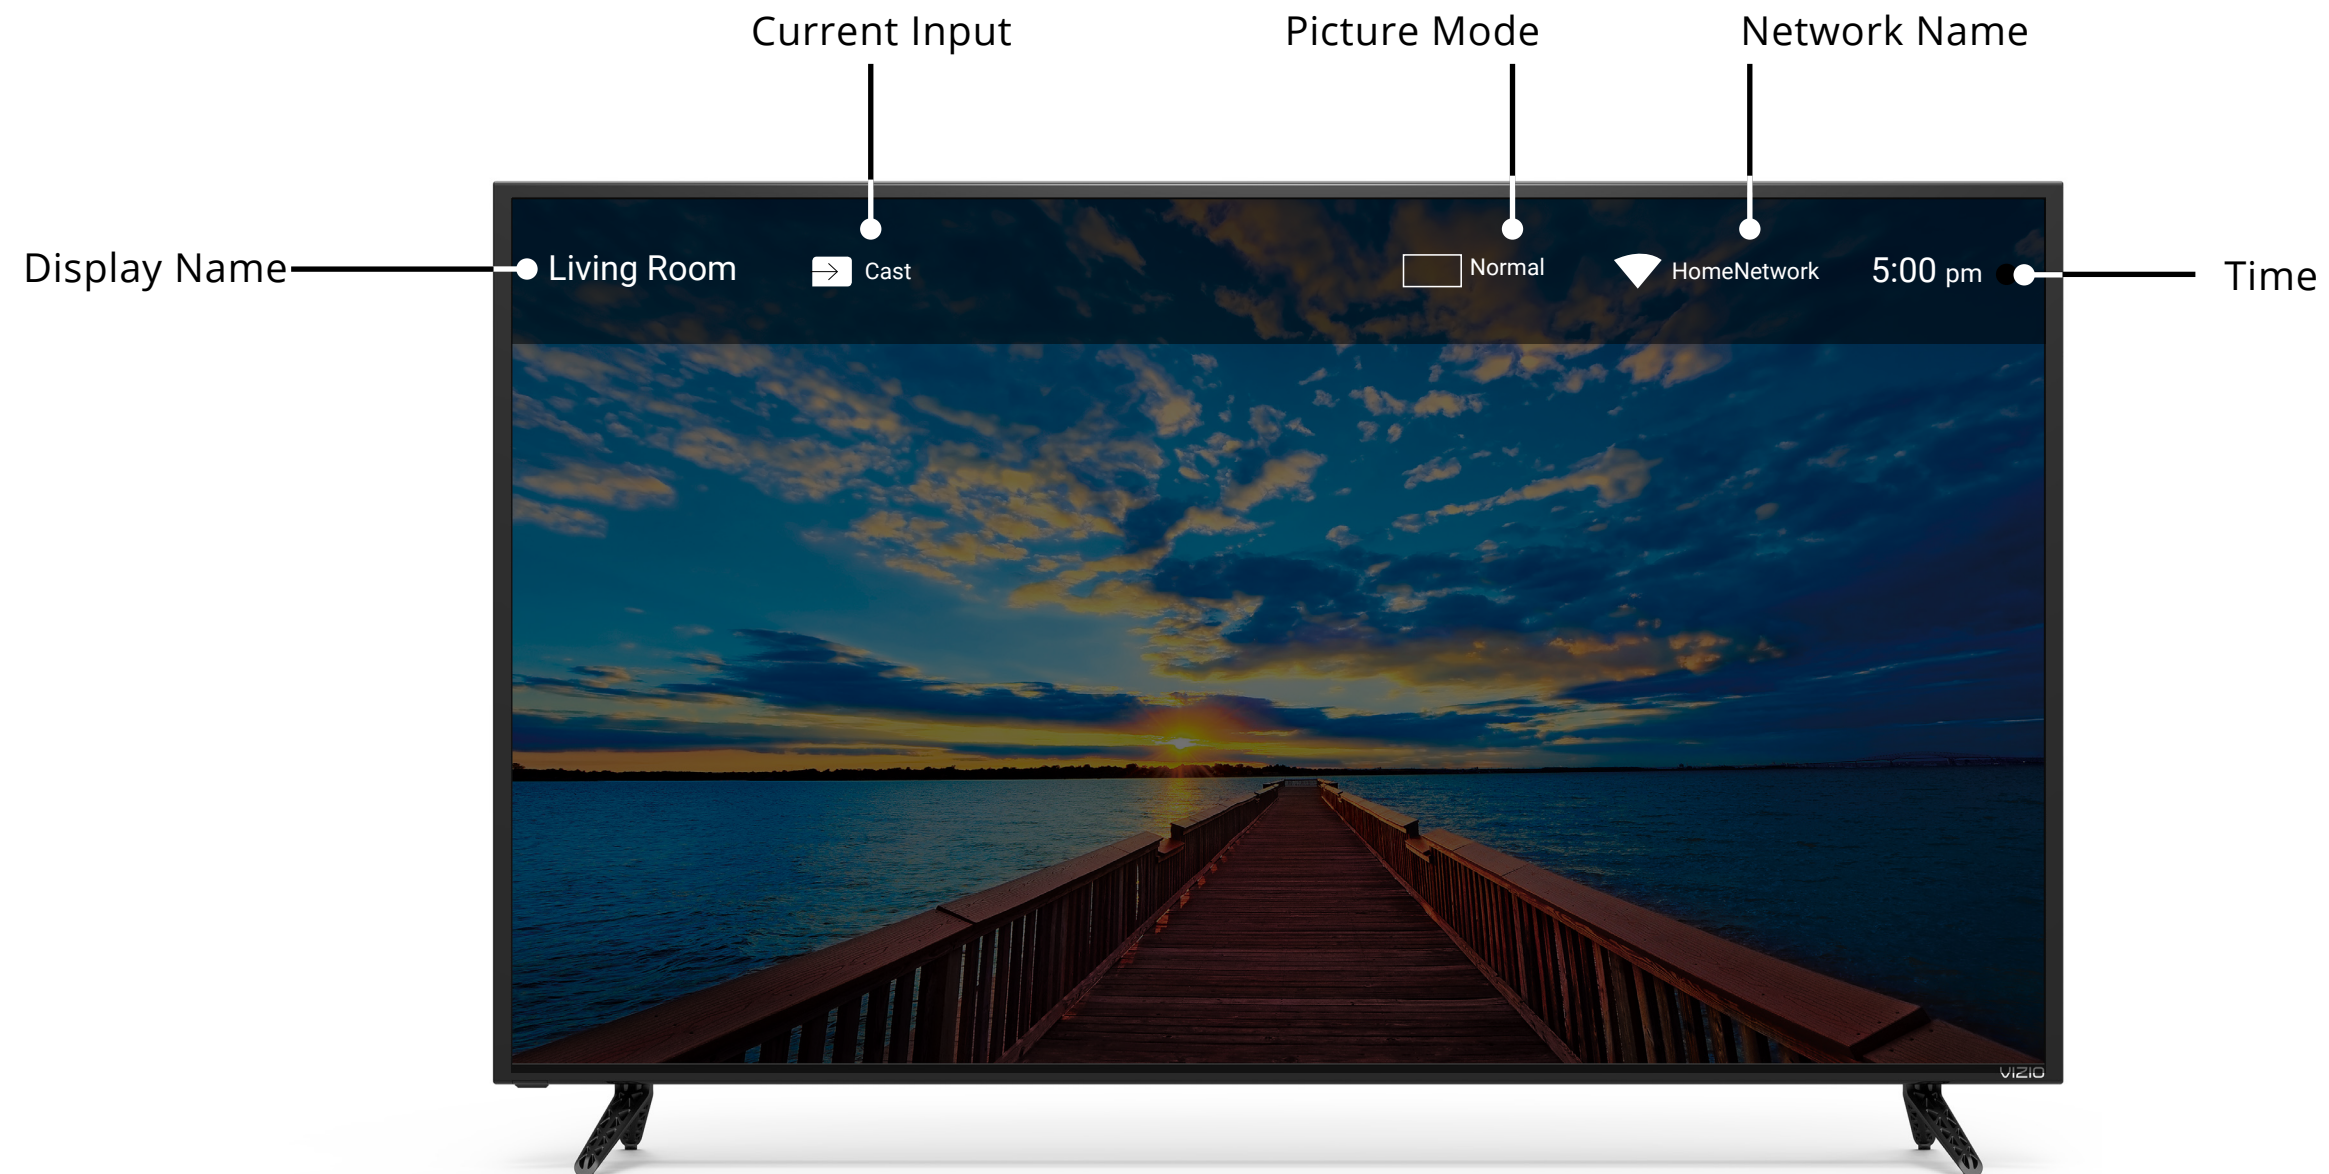 Current Input
Picture Mode
Network Name
Display Name
Living Room
Cast
Normal
HomeNetwork
5:00 pm
Time
VIZIO